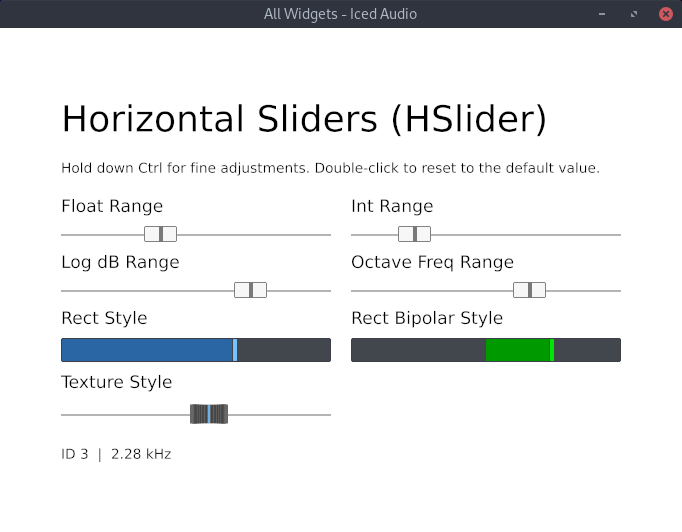 All Widgets - Iced Audio
Horizontal Sliders (HSlider)
Hold down Ctrl for fine adjustments. Double-click to reset to the default value.
Float Range
Int Range
Log dB Range
Octave Freq Range
Rect Style
Rect Bipolar Style
Texture Style
ID 3  |  2.28 kHz